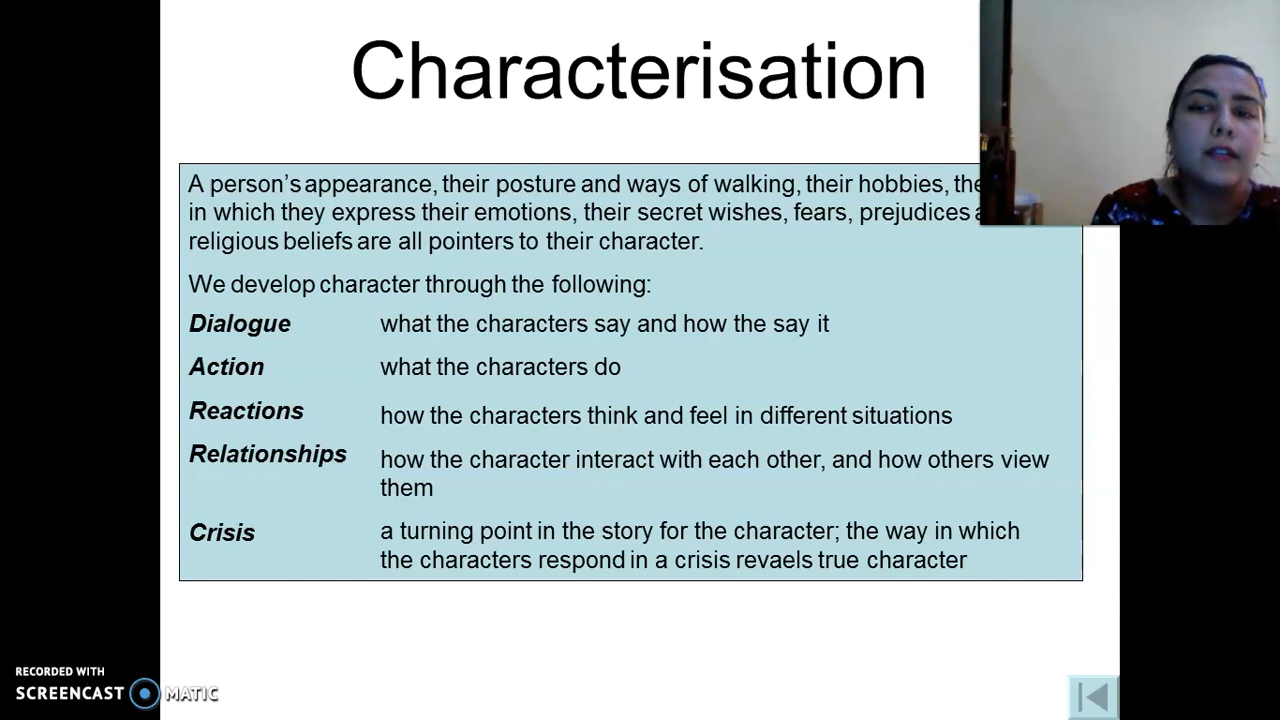 Characterisation
A person's appearance, their posture and ways of walking, their hobbies,
in which they express their emotions, their secret wishes, fears, prejudices
religious beliefs are all pointers to their character.
We develop character through the following:
Dialogue what the characters say and how the say it
Action what the characters do
Reactions how the characters think and feel in different situations
Relationships how the character interact with each other, and how others view
them
Crisis a turning point in the story for the character; the way in which
the characters respond in a crisis revaels true character
RECORDED WITH
SCREENCAST MATIC